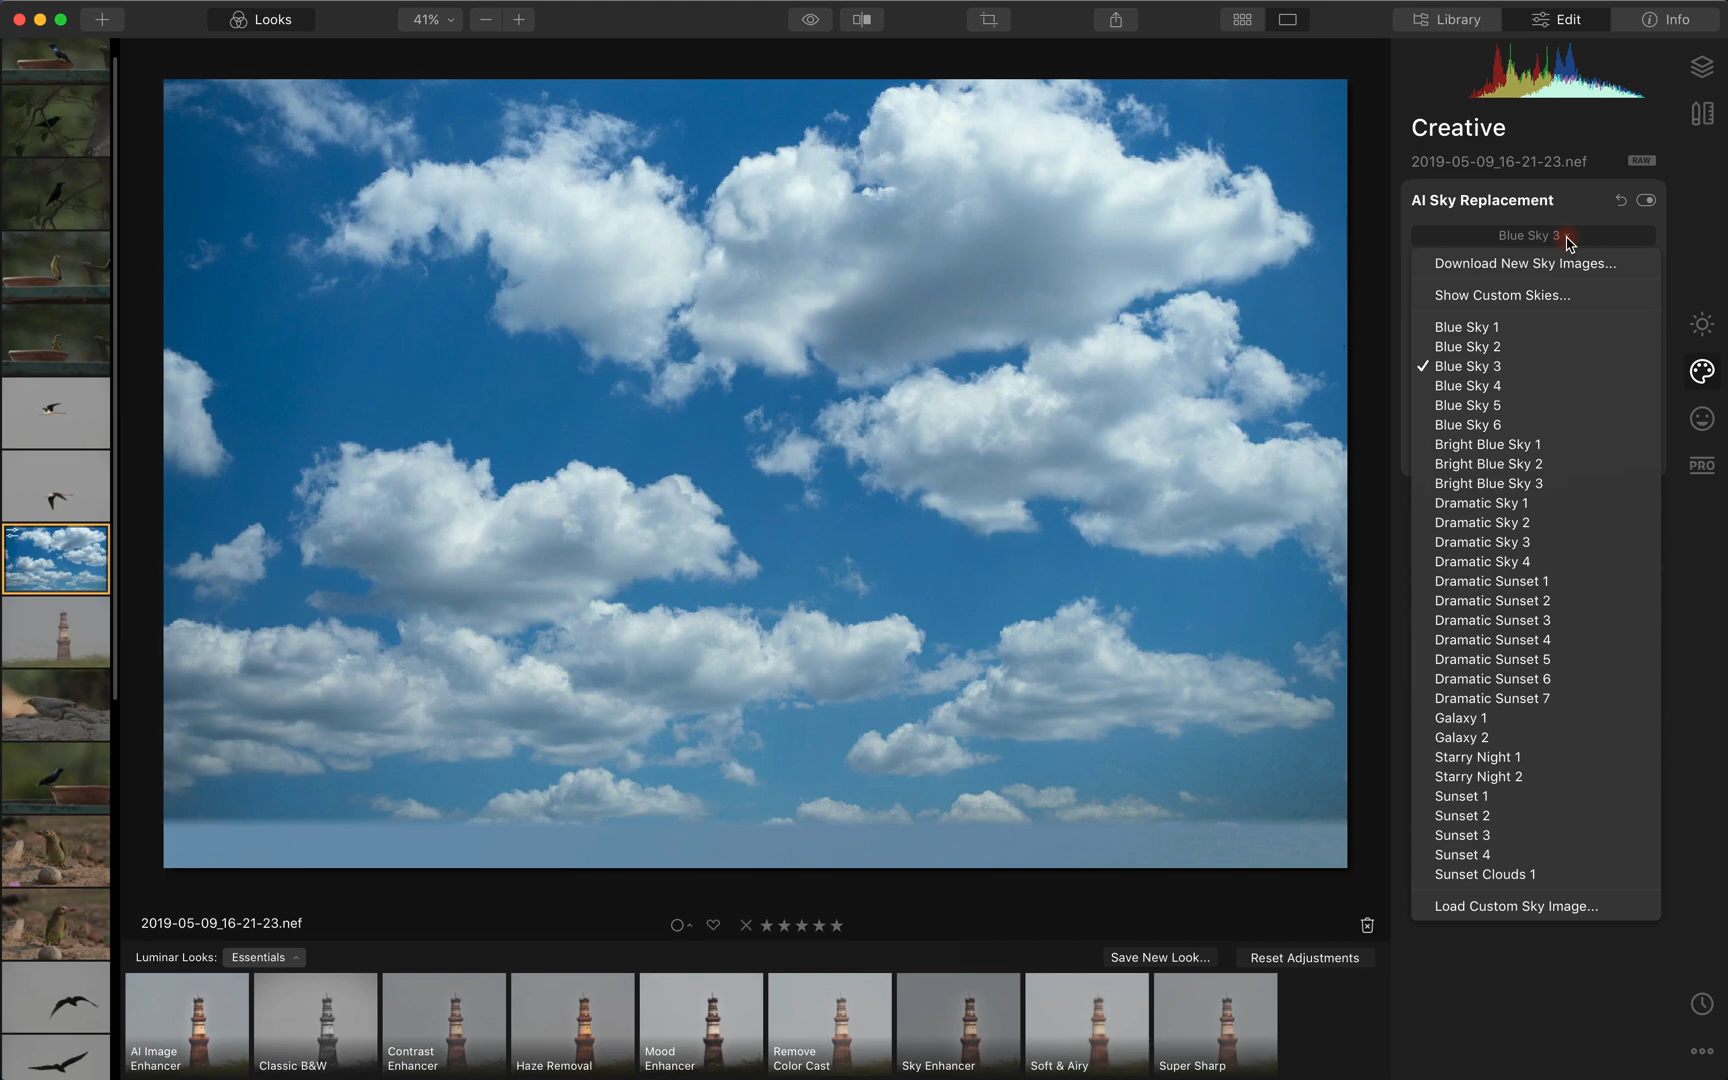 Looks
41%
Library
Edit
Info
Creative
2019-05-09_16-21-23.nef
RAW
AI Sky Replacement
Blue Sky 3
Download New Sky Images...
Show Custom Skies...
Blue Sky 1
Blue Sky 2
Blue Sky 3
Blue Sky 4
Blue Sky 5
Blue Sky 6
Bright Blue Sky 1
Bright Blue Sky 2
Bright Blue Sky 3
Dramatic Sky 1
Dramatic Sky 2
Dramatic Sky 3
Dramatic Sky 4
Dramatic Sunset 1
Dramatic Sunset 2
Dramatic Sunset 3
Dramatic Sunset 4
Dramatic Sunset 5
Dramatic Sunset 6
Dramatic Sunset 7
Galaxy 1
Galaxy 2
Starry Night 1
Starry Night 2
Sunset 1
Sunset 2
Sunset 3
Sunset 4
Sunset Clouds 1
Load Custom Sky Image...
PRO
2019-05-09_16-21-23.nef
Luminar Looks: Essentials
Save New Look...
Reset Adjustments
AI Image
Enhancer
Classic B&W
Contrast
Enhancer
Haze Removal
Mood
Enhancer
Remove
Color Cast
Sky Enhancer
Soft & Airy
Super Sharp